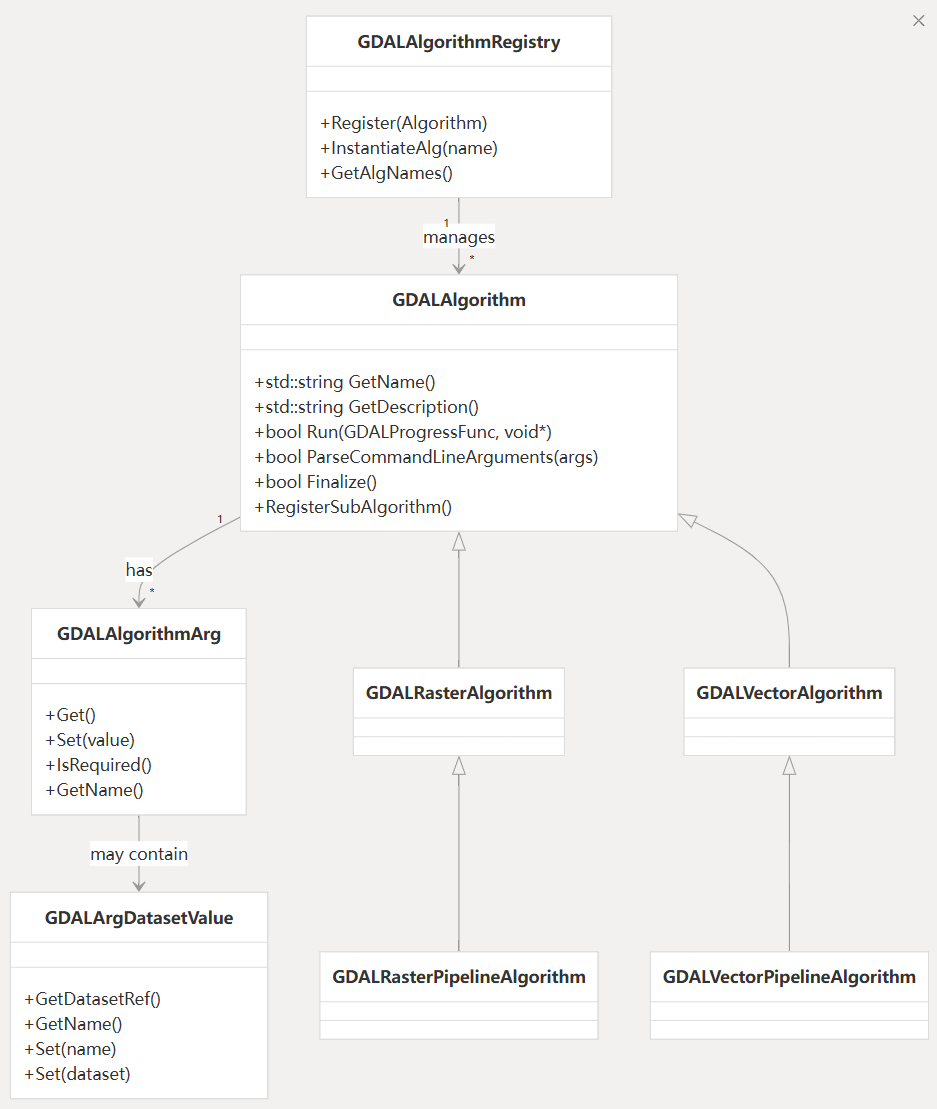 GDALAlgorithmRegistry
+Register(Algorithm)
+InstantiateAlg(name)
+GetAlgNames()
1
manages
*
GDALAlgorithm
+std::string GetName()
+std::string GetDescription()
+bool Run(GDALProgressFunc, void*)
+bool ParseCommandLineArguments(args)
+bool Finalize()
+RegisterSubAlgorithm()
1
has
*
GDALAlgorithmArg
+Get()
+Set(value)
+IsRequired()
+GetName()
GDALRasterAlgorithm
GDALVectorAlgorithm
may contain
GDALArgDatasetValue
+GetDatasetRef()
+GetName()
+Set(name)
+Set(dataset)
GDALRasterPipelineAlgorithm
GDALVectorPipelineAlgorithm